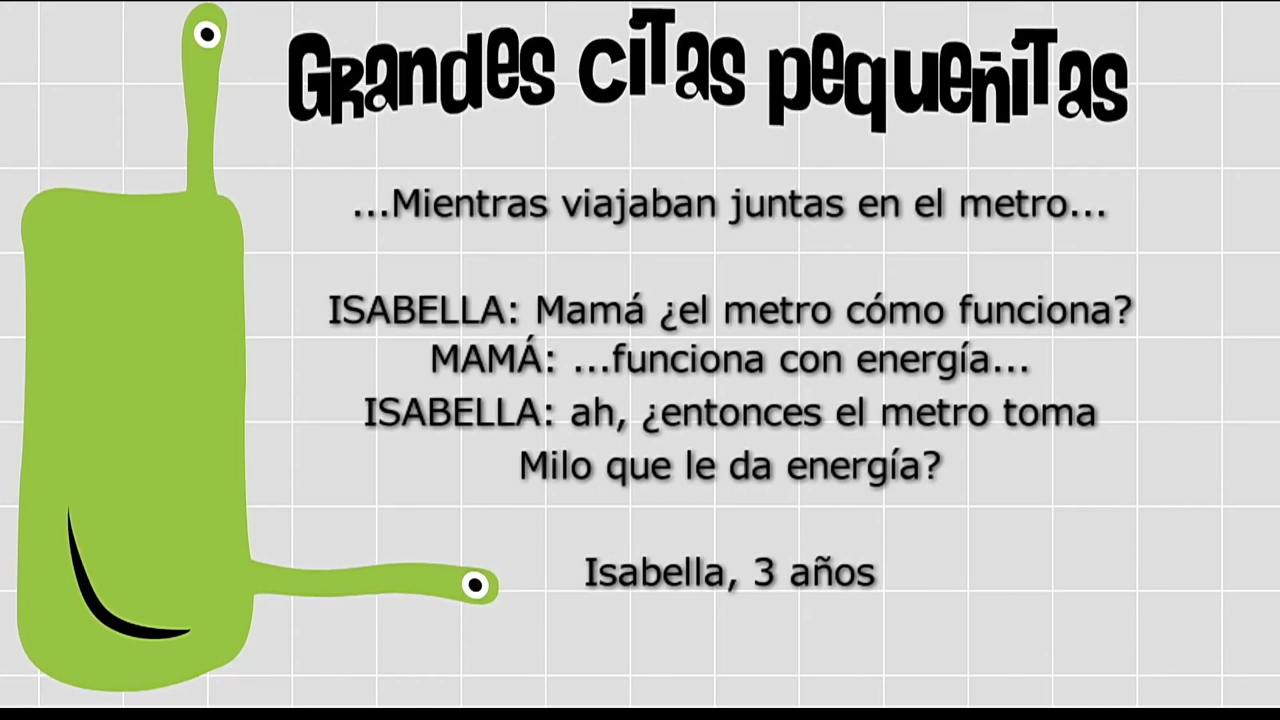 Grandes citas pequeñitas
...Mientras viajaban juntas en el metro...
ISABELLA: Mamá ¿el metro cómo funciona?
MAMÁ: ...funciona con energía...
ISABELLA: ah, ¿entonces el metro toma
Milo que le da energía?
Isabella, 3 años